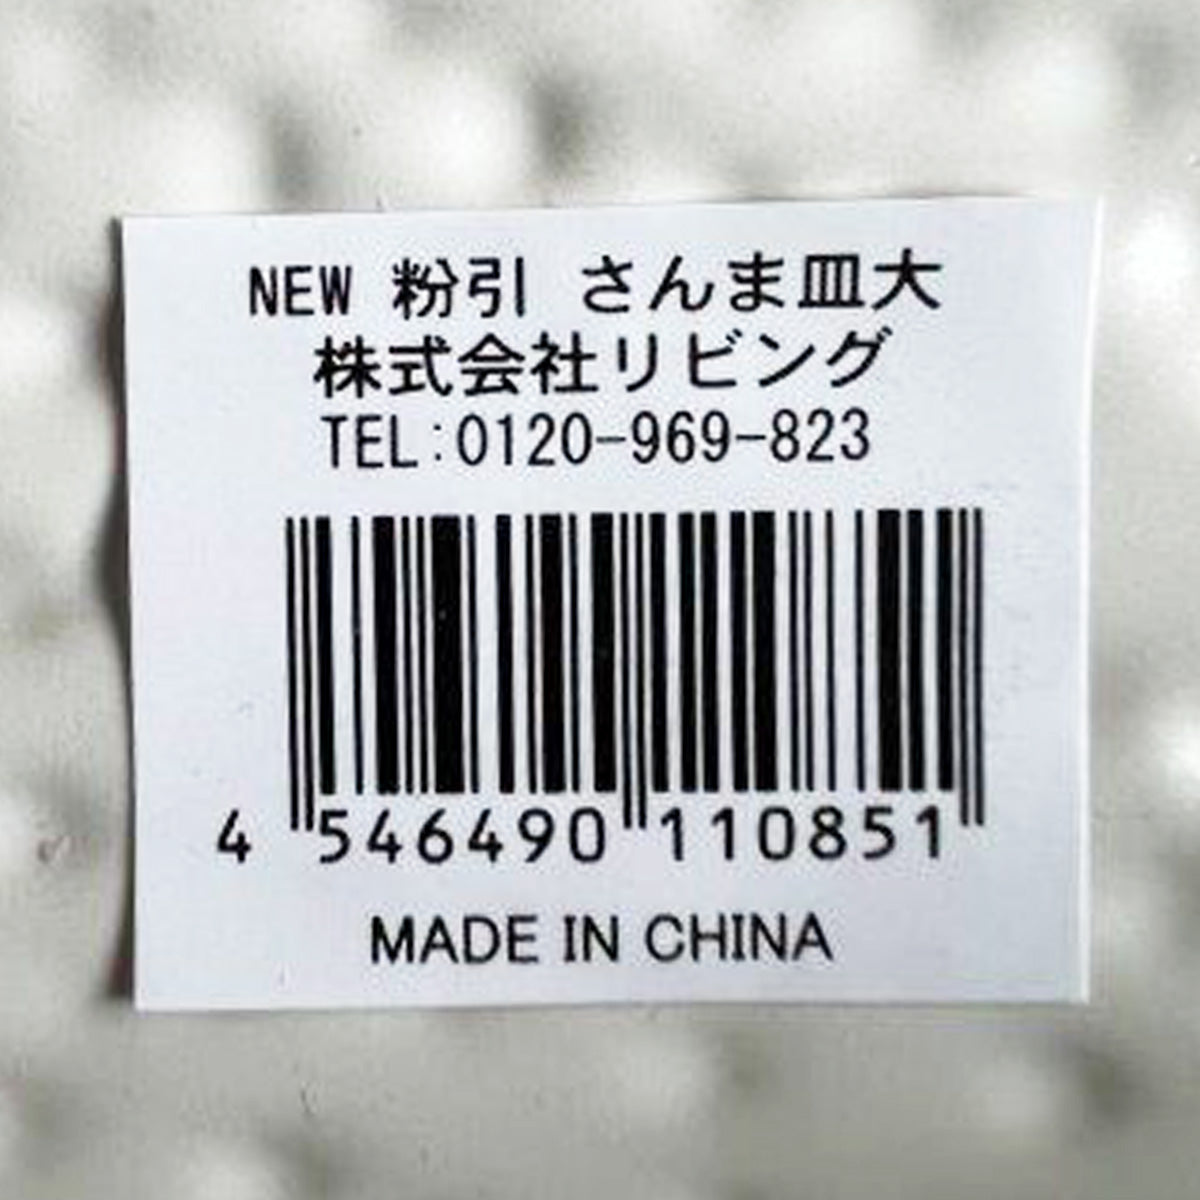 NEW 粉引 さんま皿大
株式会社リビング
TEL:0120-969-823
4 546490 110851
MADE IN CHINA